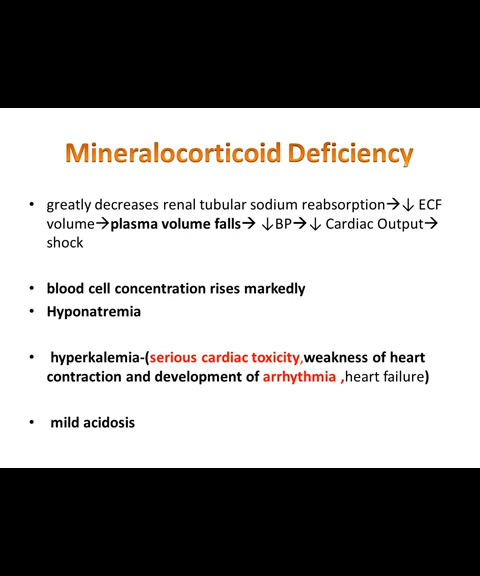 Mineralocorticoid Deficiency
• greatly decreases renal tubular sodium reabsorption→↓ ECF
volume→plasma volume falls→ ↓BP→↓ Cardiac Output→
shock
• blood cell concentration rises markedly
• Hyponatremia
• hyperkalemia-(serious cardiac toxicity,weakness of heart
contraction and development of arrhythmia ,heart failure)
• mild acidosis